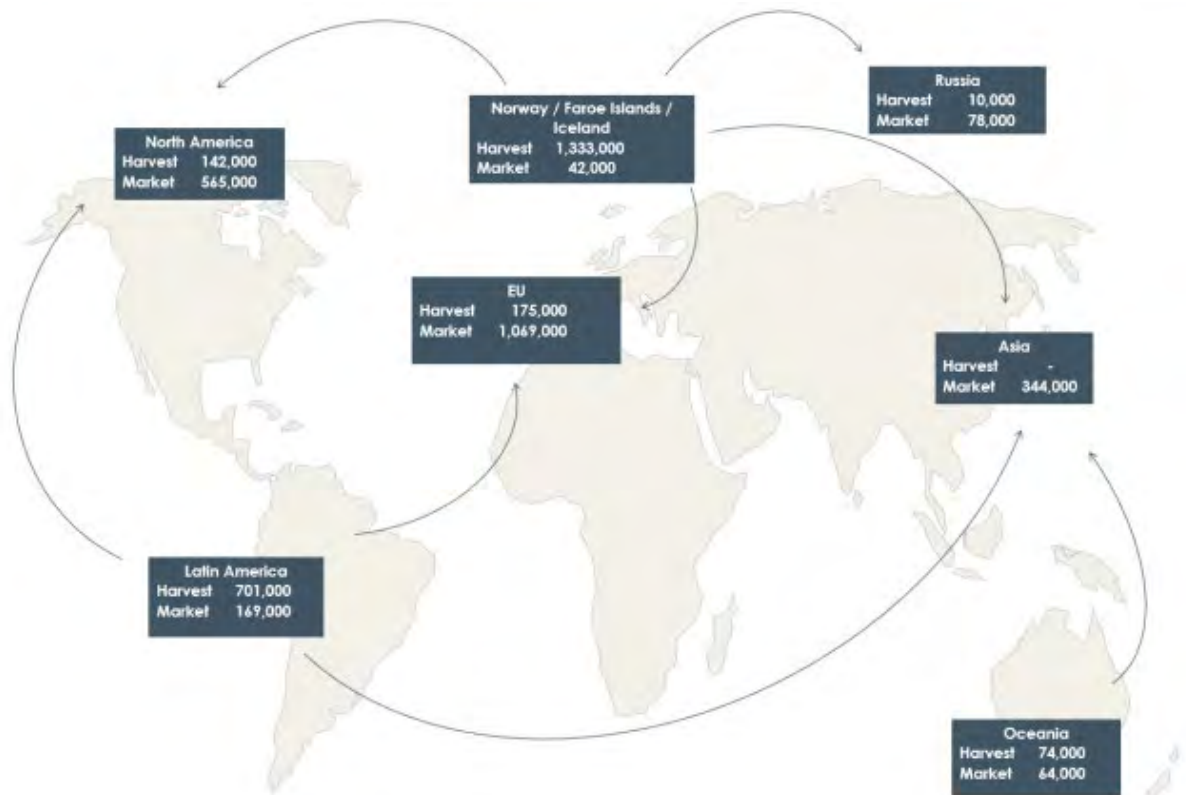 Norway / Faroe Islands /
Iceland
Harvest 1,333,000
Market 42,000
Russia
Harvest 10,000
Market 78,000
North America
Harvest 142,000
Market 565,000
EU
Harvest 175,000
Market 1,069,000
Asia
Harvest -
Market 344,000
Latin America
Harvest 701,000
Market 169,000
Oceania
Harvest 74,000
Market 64,000